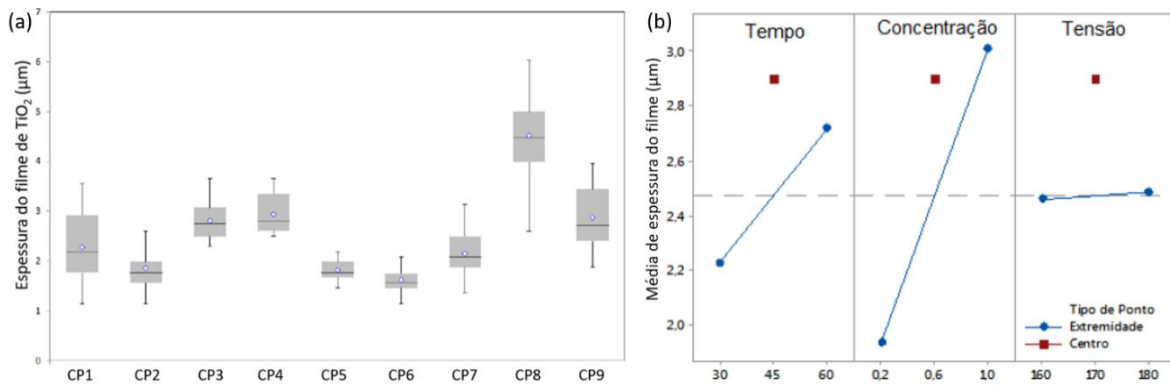 (a)
Espessura do filme de TiO₂ (μm)
7
6
5
4
3
2
1
0
CP1 CP2 CP3 CP4 CP5 CP6 CP7 CP8 CP9
(b)
Tempo Concentração Tensão
Média de espessura do filme (μm)
3,0
2,8
2,6
2,4
2,2
2,0
Tipo de Ponto
Extremidade
Centro
30 45 60 0,2 0,6 1,0 160 170 180